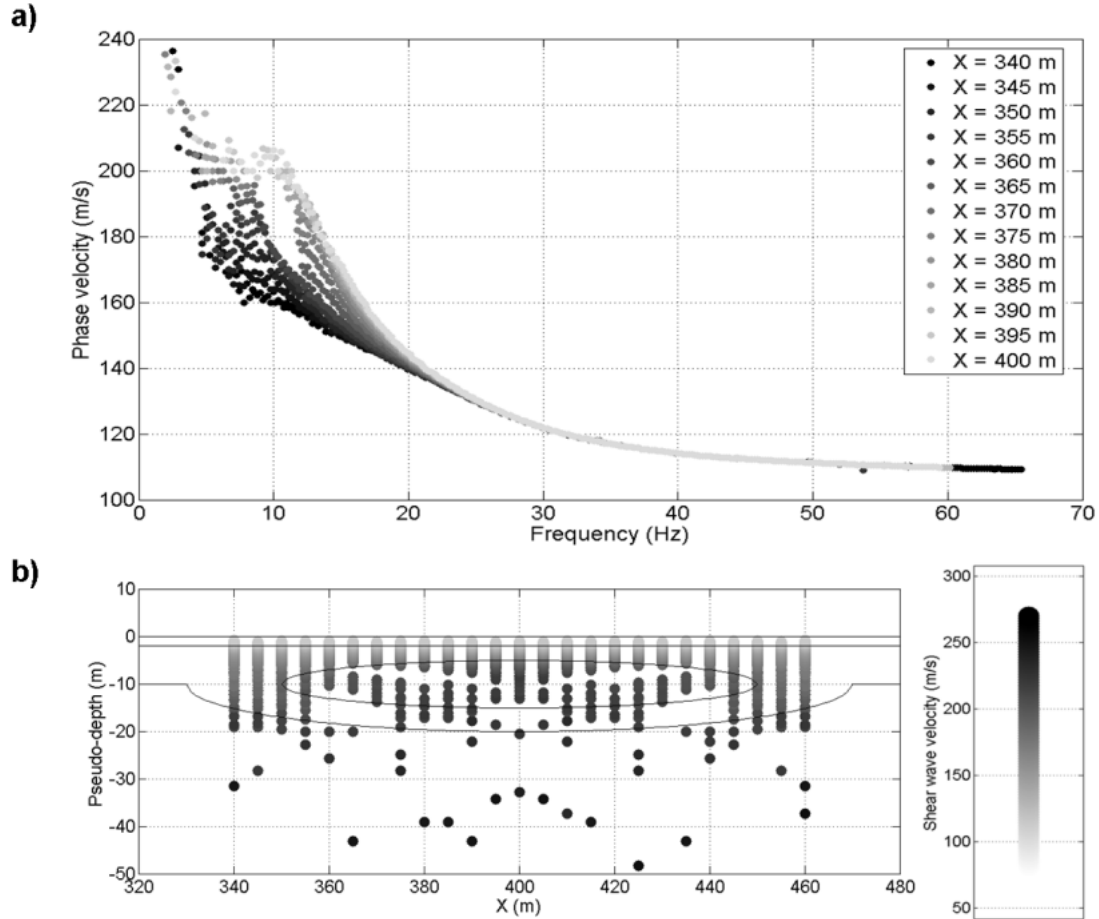 a)
240
220
200
180
160
140
120
100
Phase velocity (m/s)
0 10 20 30 40 50 60 70
Frequency (Hz)
X = 340 m
X = 345 m
X = 350 m
X = 355 m
X = 360 m
X = 365 m
X = 370 m
X = 375 m
X = 380 m
X = 385 m
X = 390 m
X = 395 m
X = 400 m
b)
10
0
-10
-20
-30
-40
-50
Pseudo-depth (m)
320 340 360 380 400 420 440 460 480
X (m)
300
250
200
150
100
50
Shear wave velocity (m/s)